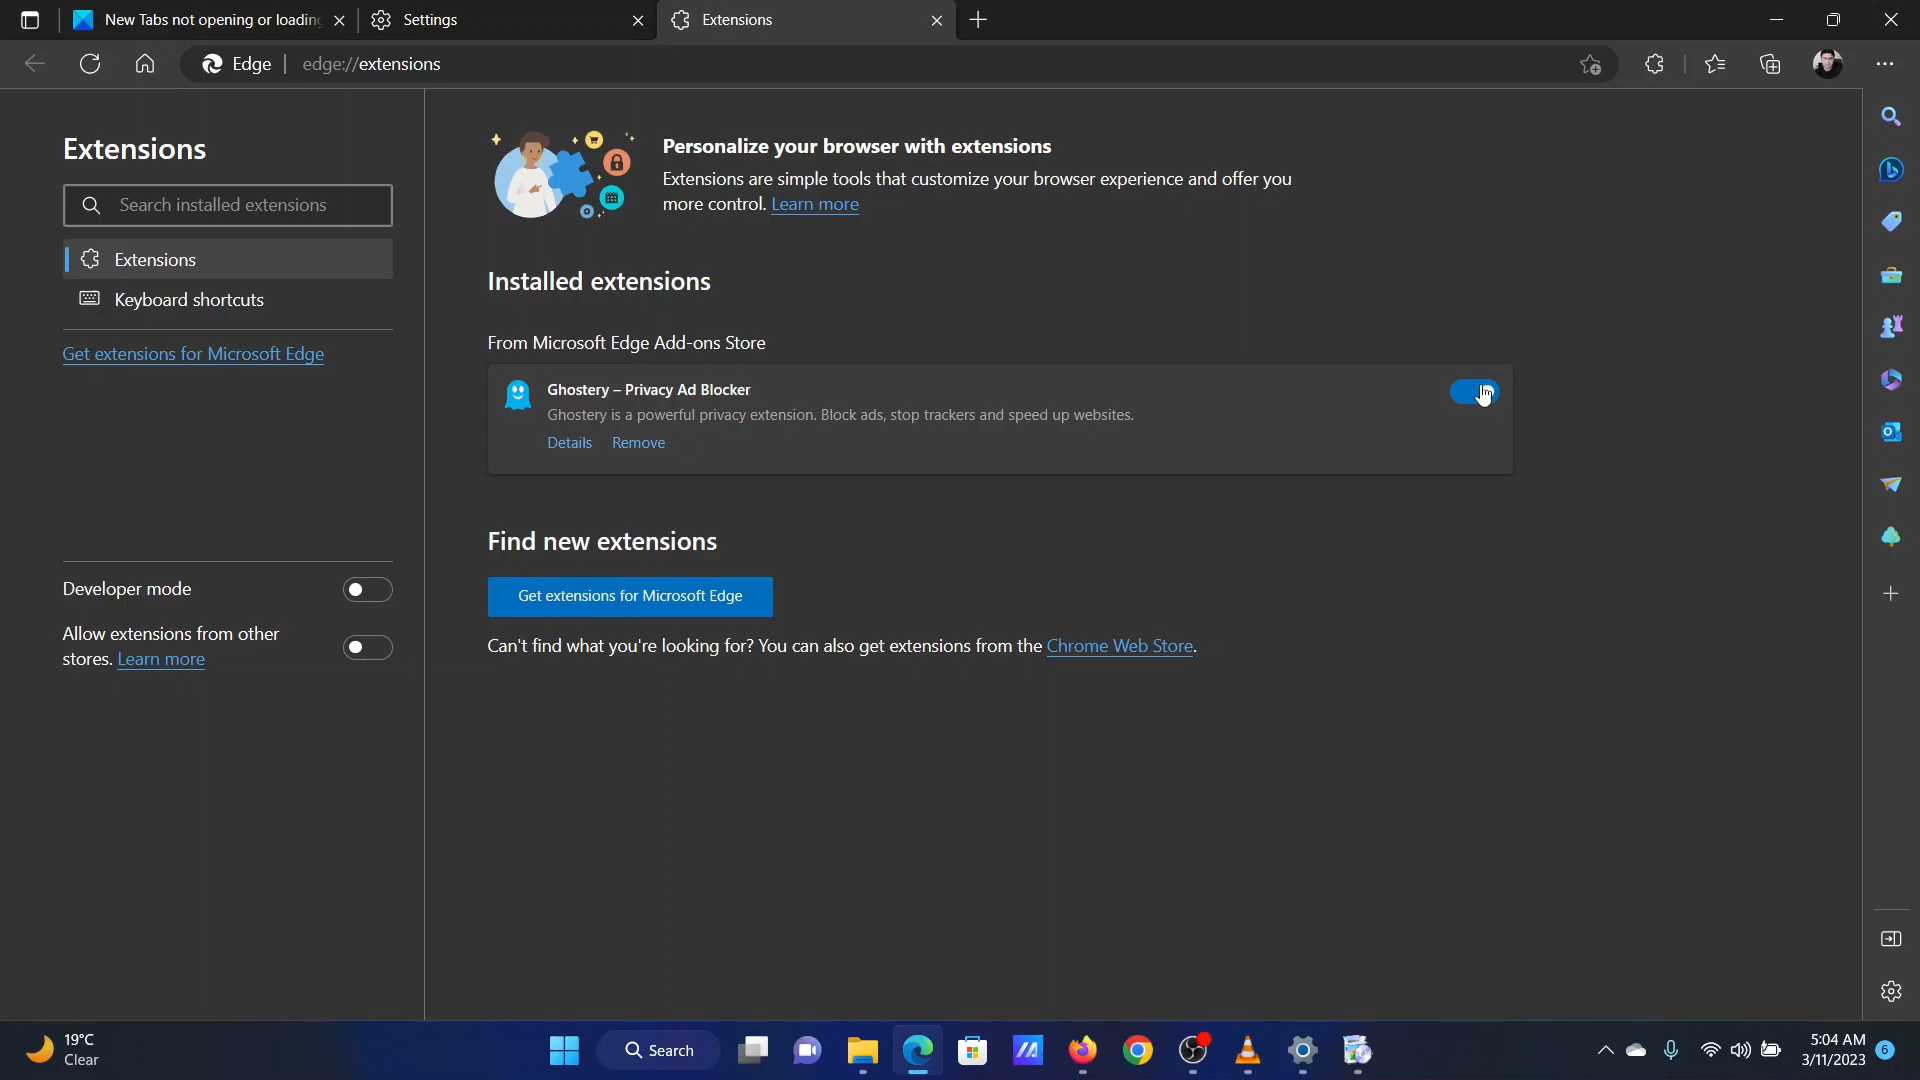 New Tabs not opening or loading
Settings
Extensions
Edge
edge://extensions
Extensions
Search installed extensions
Extensions
Keyboard shortcuts
Get extensions for Microsoft Edge
Developer mode
Allow extensions from other
stores. Learn more
Personalize your browser with extensions
Extensions are simple tools that customize your browser experience and offer you
more control. Learn more
Installed extensions
From Microsoft Edge Add-ons Store
Ghostery – Privacy Ad Blocker
Ghostery is a powerful privacy extension. Block ads, stop trackers and speed up websites.
Details Remove
Find new extensions
Get extensions for Microsoft Edge
Can't find what you're looking for? You can also get extensions from the Chrome Web Store.
19°C
Clear
Search
5:04 AM
3/11/2023
6